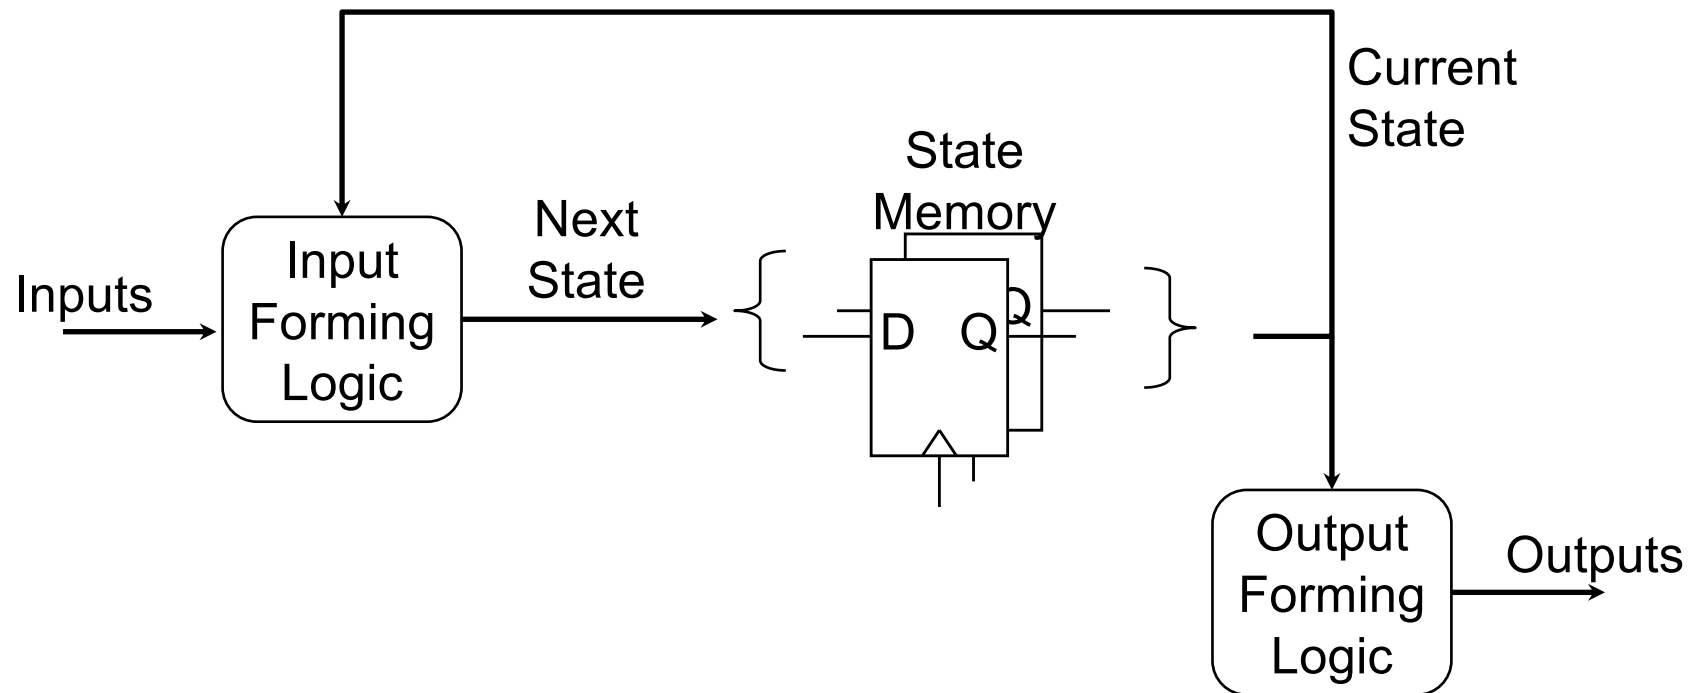 Current
State
State
Memory
Next
State
Inputs
Input
Forming
Logic
Q
D Q
Output
Forming
Logic
Outputs